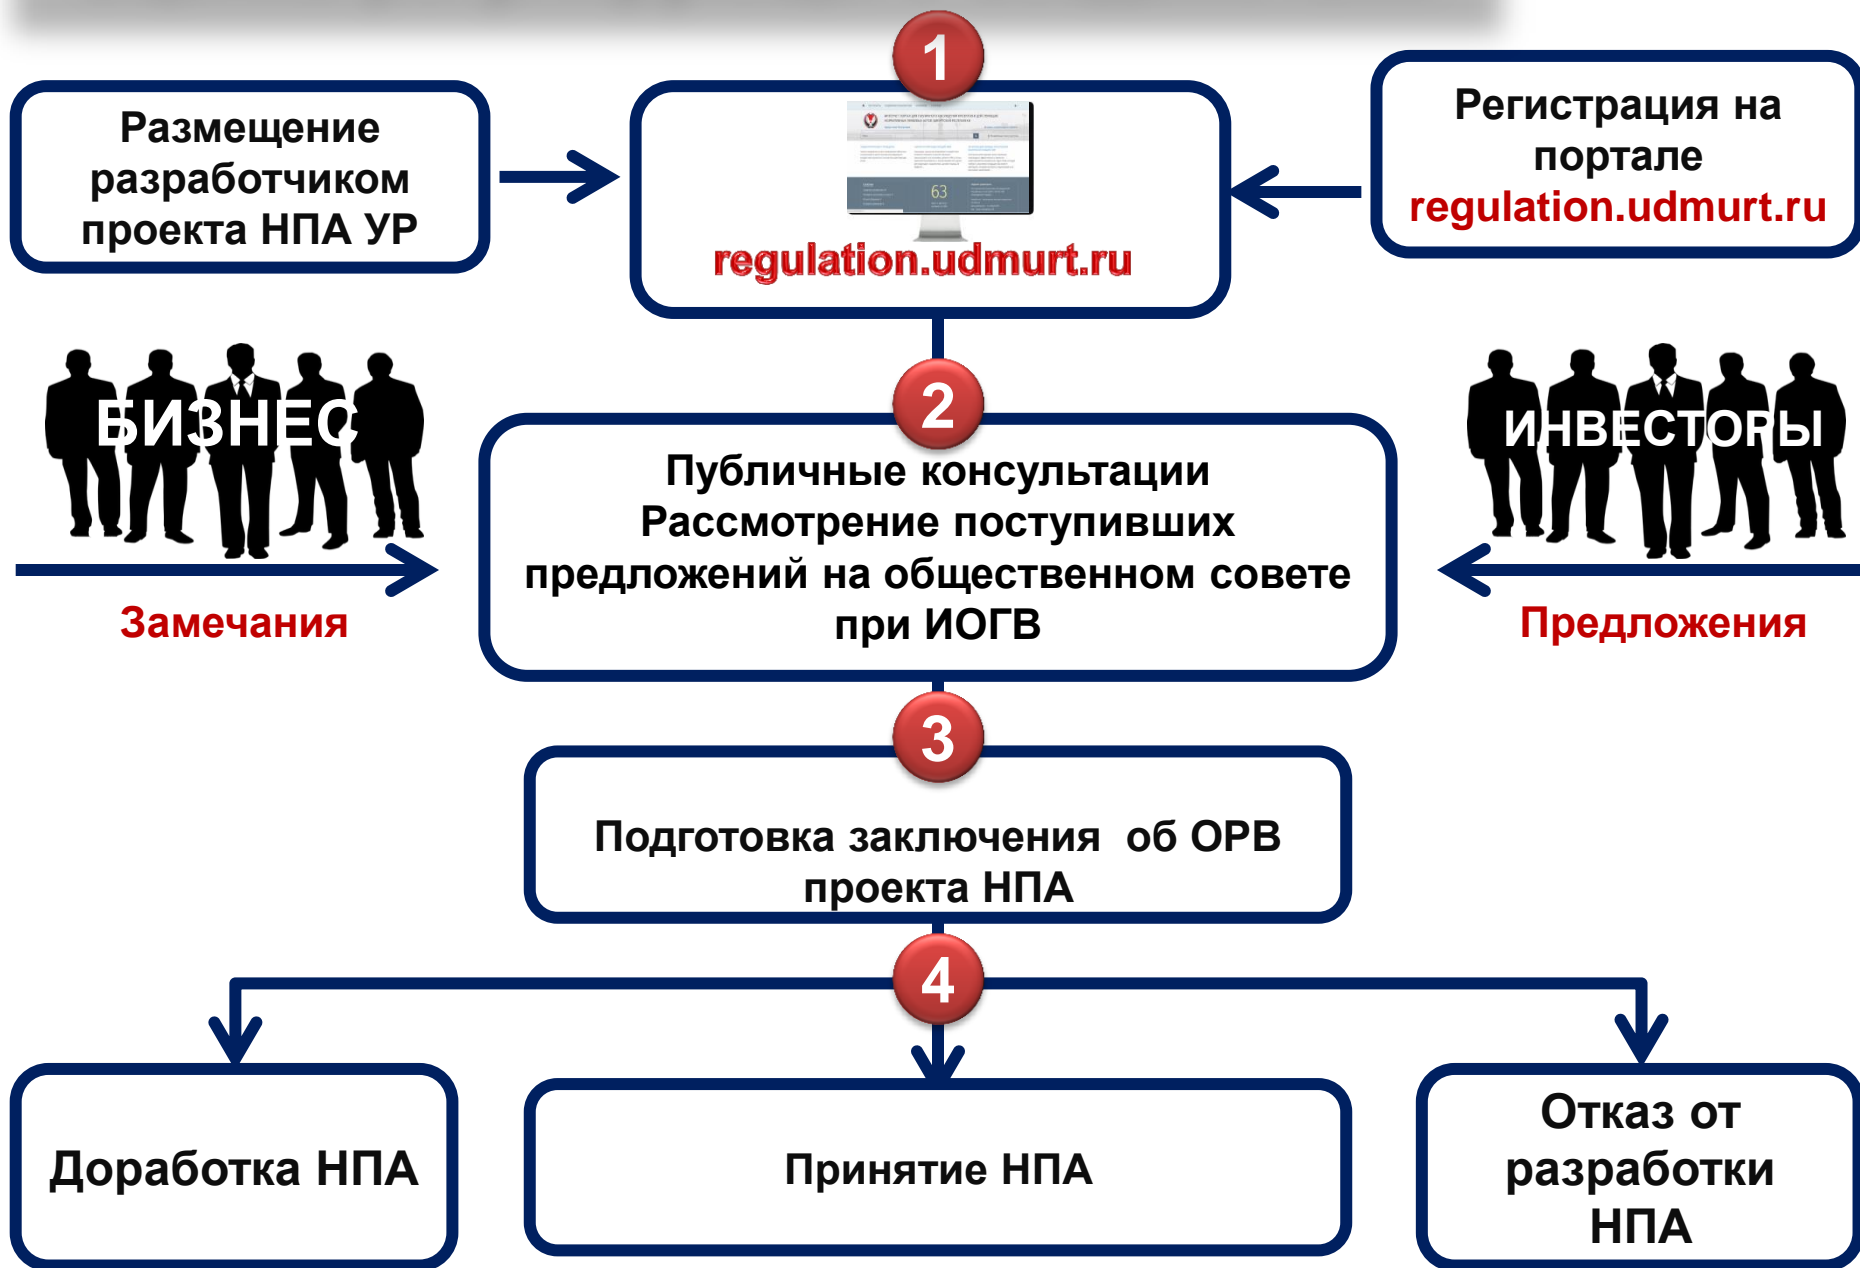 1
Размещение
разработчиком
проекта НПА УР
63
regulation.udmurt.ru
Регистрация на
портале
regulation.udmurt.ru
БИЗНЕС
Замечания
2
Публичные консультации
Рассмотрение поступивших
предложений на общественном совете
при ИОГВ
ИНВЕСТОРЫ
Предложения
3
Подготовка заключения об ОРВ
проекта НПА
4
Доработка НПА
Принятие НПА
Отказ от
разработки
НПА